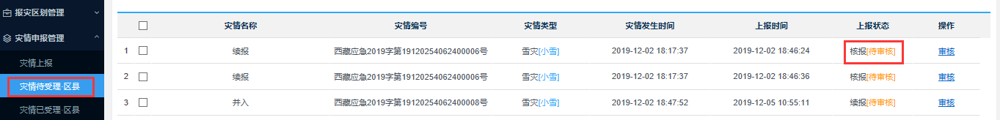 报灾区划管理
灾情申报管理
灾情上报
灾情待受理-区县
灾情已受理-区县
灾情名称 灾情编号 灾情类型 灾情发生时间 上报时间 上报状态 操作
1 续报 西藏应急2019字第19120254062400006号 雪灾[小雪] 2019-12-02 18:17:37 2019-12-02 18:46:24 核报[待审核] 审核
2 续报 西藏应急2019字第19120254062400006号 雪灾[小雪] 2019-12-02 18:17:37 2019-12-02 18:46:36 核报[待审核] 审核
3 并入 西藏应急2019字第19120254062400008号 雪灾[小雪] 2019-12-02 18:47:52 2019-12-05 10:55:11 续报[待审核] 审核